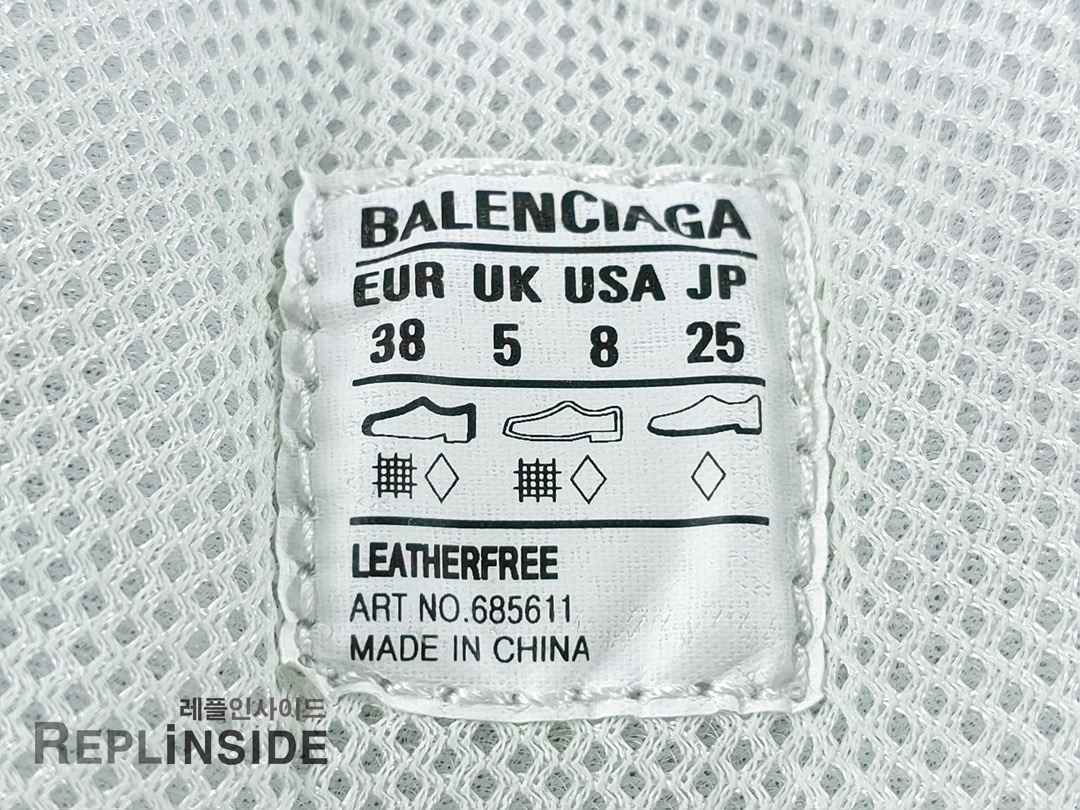 BALENCIAGA
EUR UK USA JP
38 5 8 25
LEATHERFREE
ART NO.685611
MADE IN CHINA
레플인사이드
REPLINSIDE